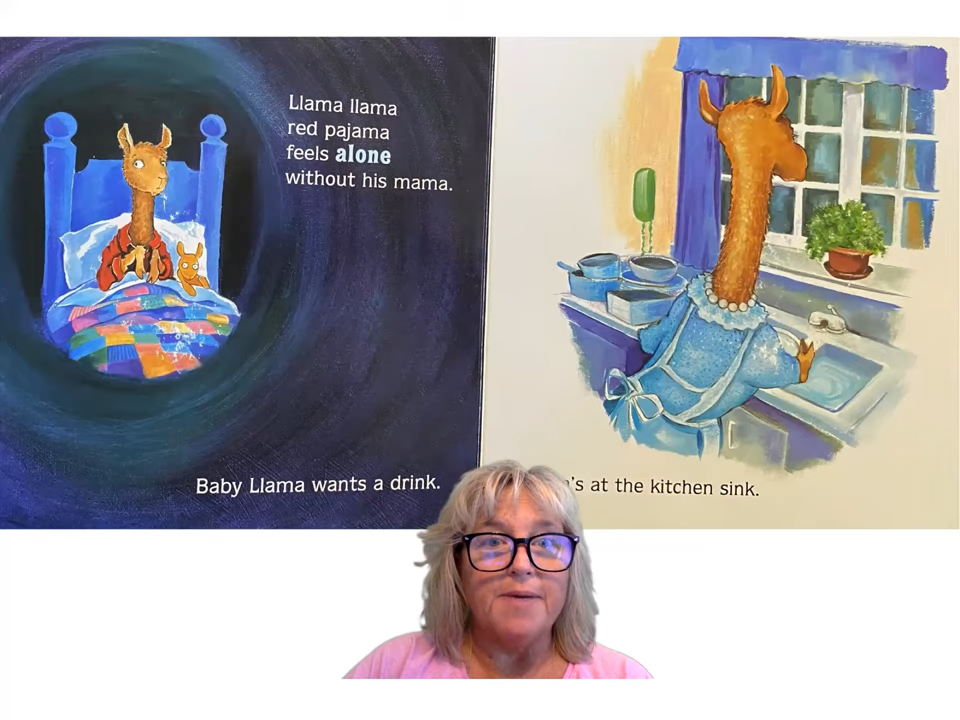 Llama llama
red pajama
feels alone
without his mama.
Baby Llama wants a drink.
at the kitchen sink.